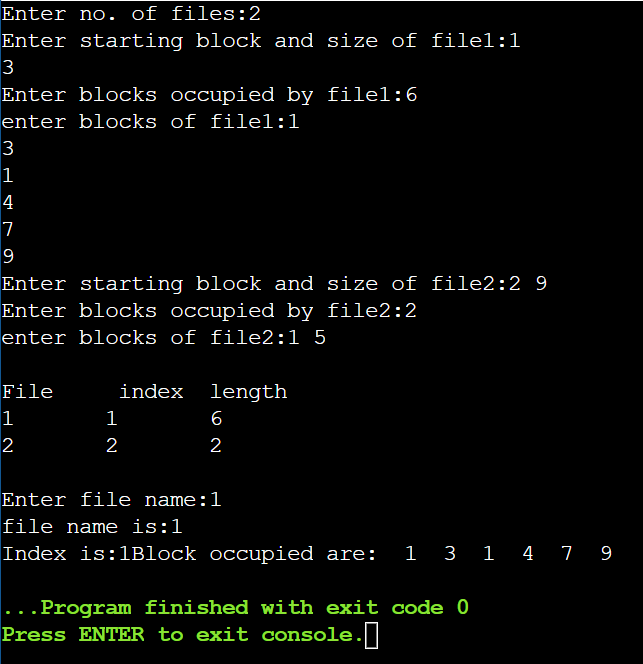 Enter no. of files:2
Enter starting block and size of file1:1
3
Enter blocks occupied by file1:6
enter blocks of file1:1
3
1
4
7
9
Enter starting block and size of file2:2 9
Enter blocks occupied by file2:2
enter blocks of file2:1 5
File     index  length
1       1       6
2       2       2
Enter file name:1
file name is:1
Index is:1Block occupied are:  1  3  1  4  7  9
...Program finished with exit code 0
Press ENTER to exit console.